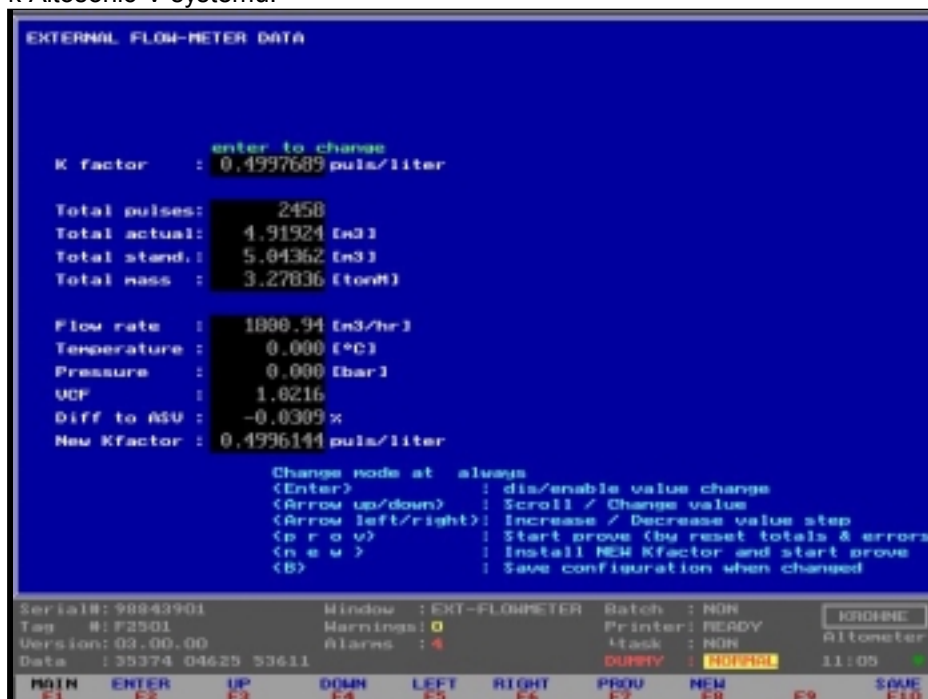 EXTERNAL FLOW-METER DATA
enter to change
K factor : 0.4997689 puls/liter
Total pulses: 2458
Total actual: 4.91924 [m3]
Total stand.: 5.04362 [m3]
Total mass : 3.27836 [tonM]
Flow rate : 1800.94 [m3/hr]
Temperature : 0.000 [°C]
Pressure : 0.000 [bar]
VCF : 1.0216
Diff to ASV : -0.0309 %
New Kfactor : 0.4996144 puls/liter
Change mode at always
<Enter> : dis/enable value change
<Arrow up/down> : Scroll / Change value
<Arrow left/right>: Increase / Decrease value step
<p r o v> : Start prove (by reset totals & errors
<n e w > : Install NEW Kfactor and start prove
<B> : Save configuration when changed
Serial#: 98843901 Window : EXT-FLOWMETER Batch : NON KROHNE
Tag #: F2501 Warnings: 0 Printer: READY Altometer
Version: 03.00.00 Alarms : 4 task : NON
Data : 35374 04625 53611 DUMMY : NORMAL 11:05
MAIN ENTER UP DOWN LEFT RIGHT PROV NEW SAVE
F1 F2 F3 F4 F5 F6 F7 F8 F9 F10